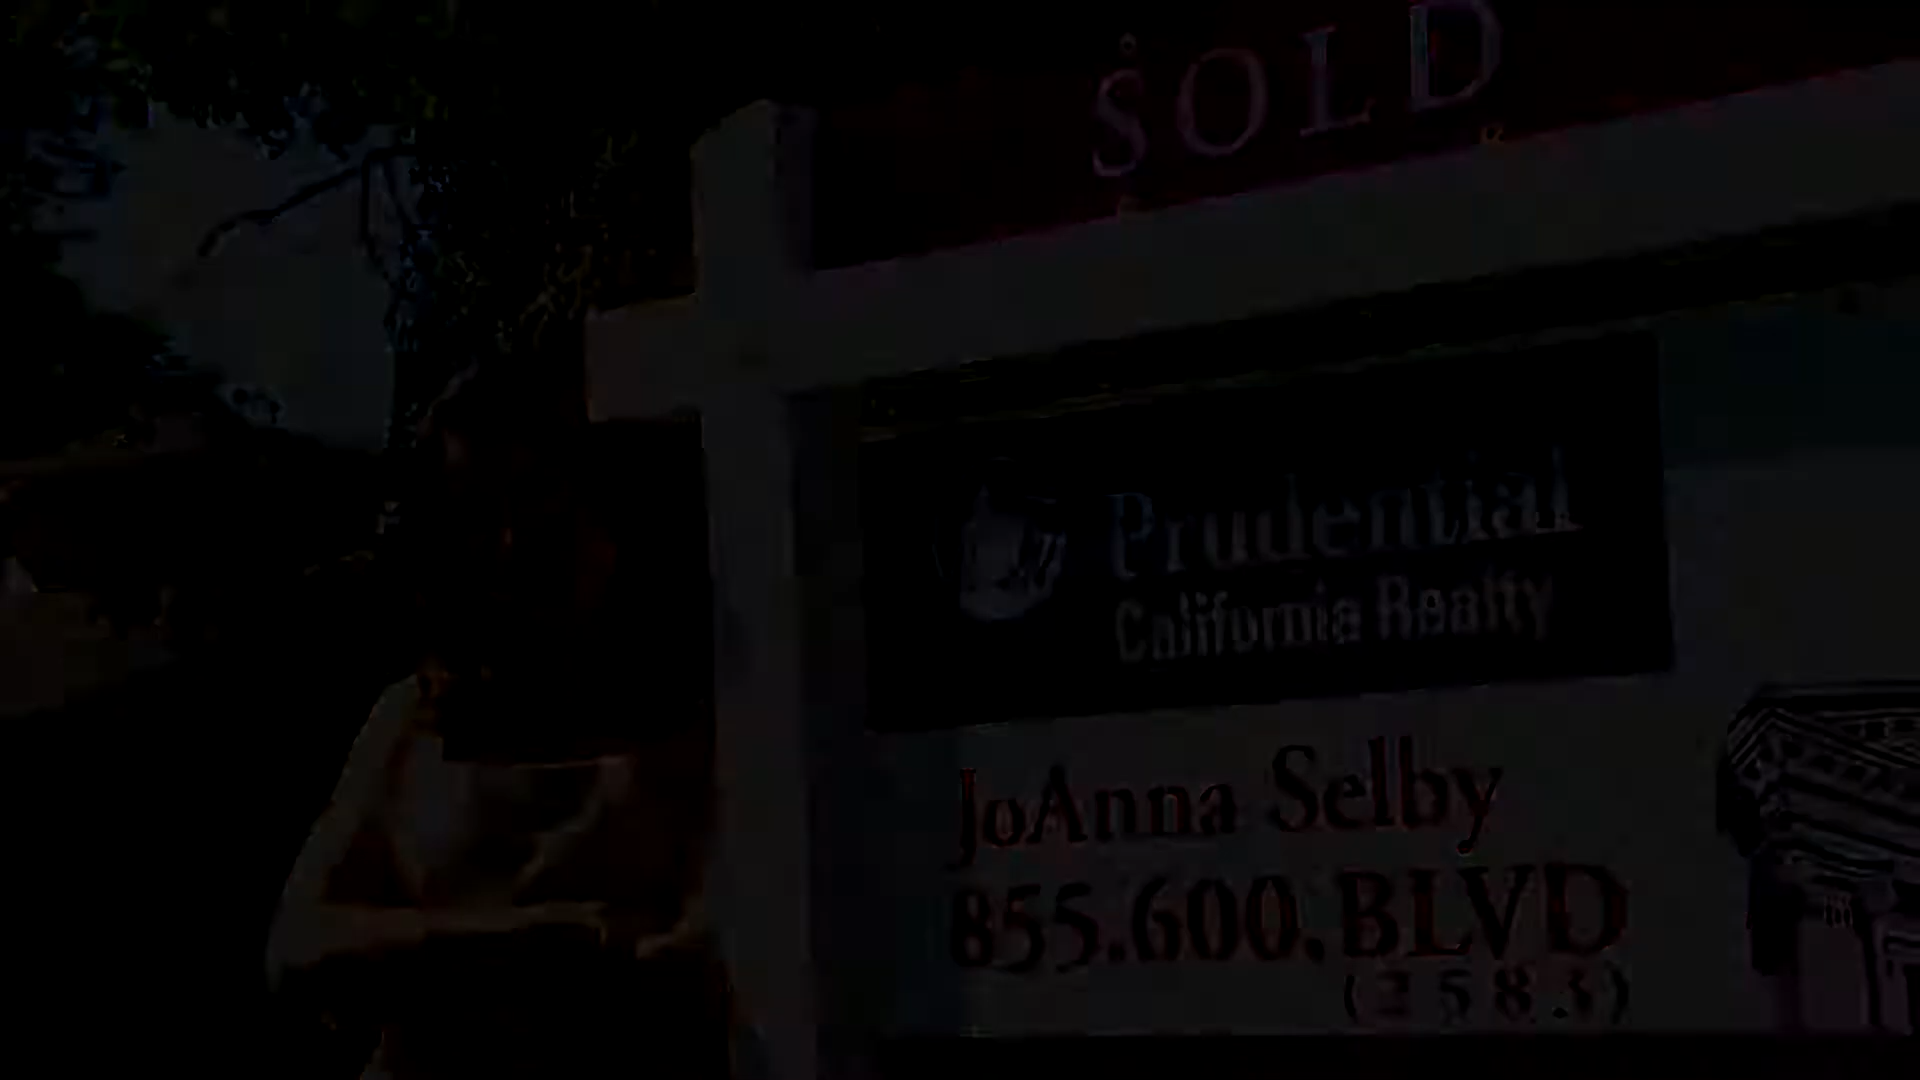 SOLD
Prudential
California Realty
JoAnna Selby
855.600.BLVD
(2583)